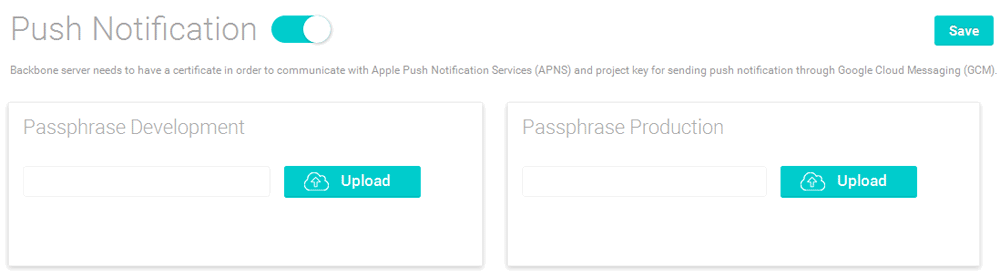 Push Notification
Save
Backbone server needs to have a certificate in order to communicate with Apple Push Notification Services (APNS) and project key for sending push notification through Google Cloud Messaging (GCM).
Passphrase Development
Upload
Passphrase Production
Upload